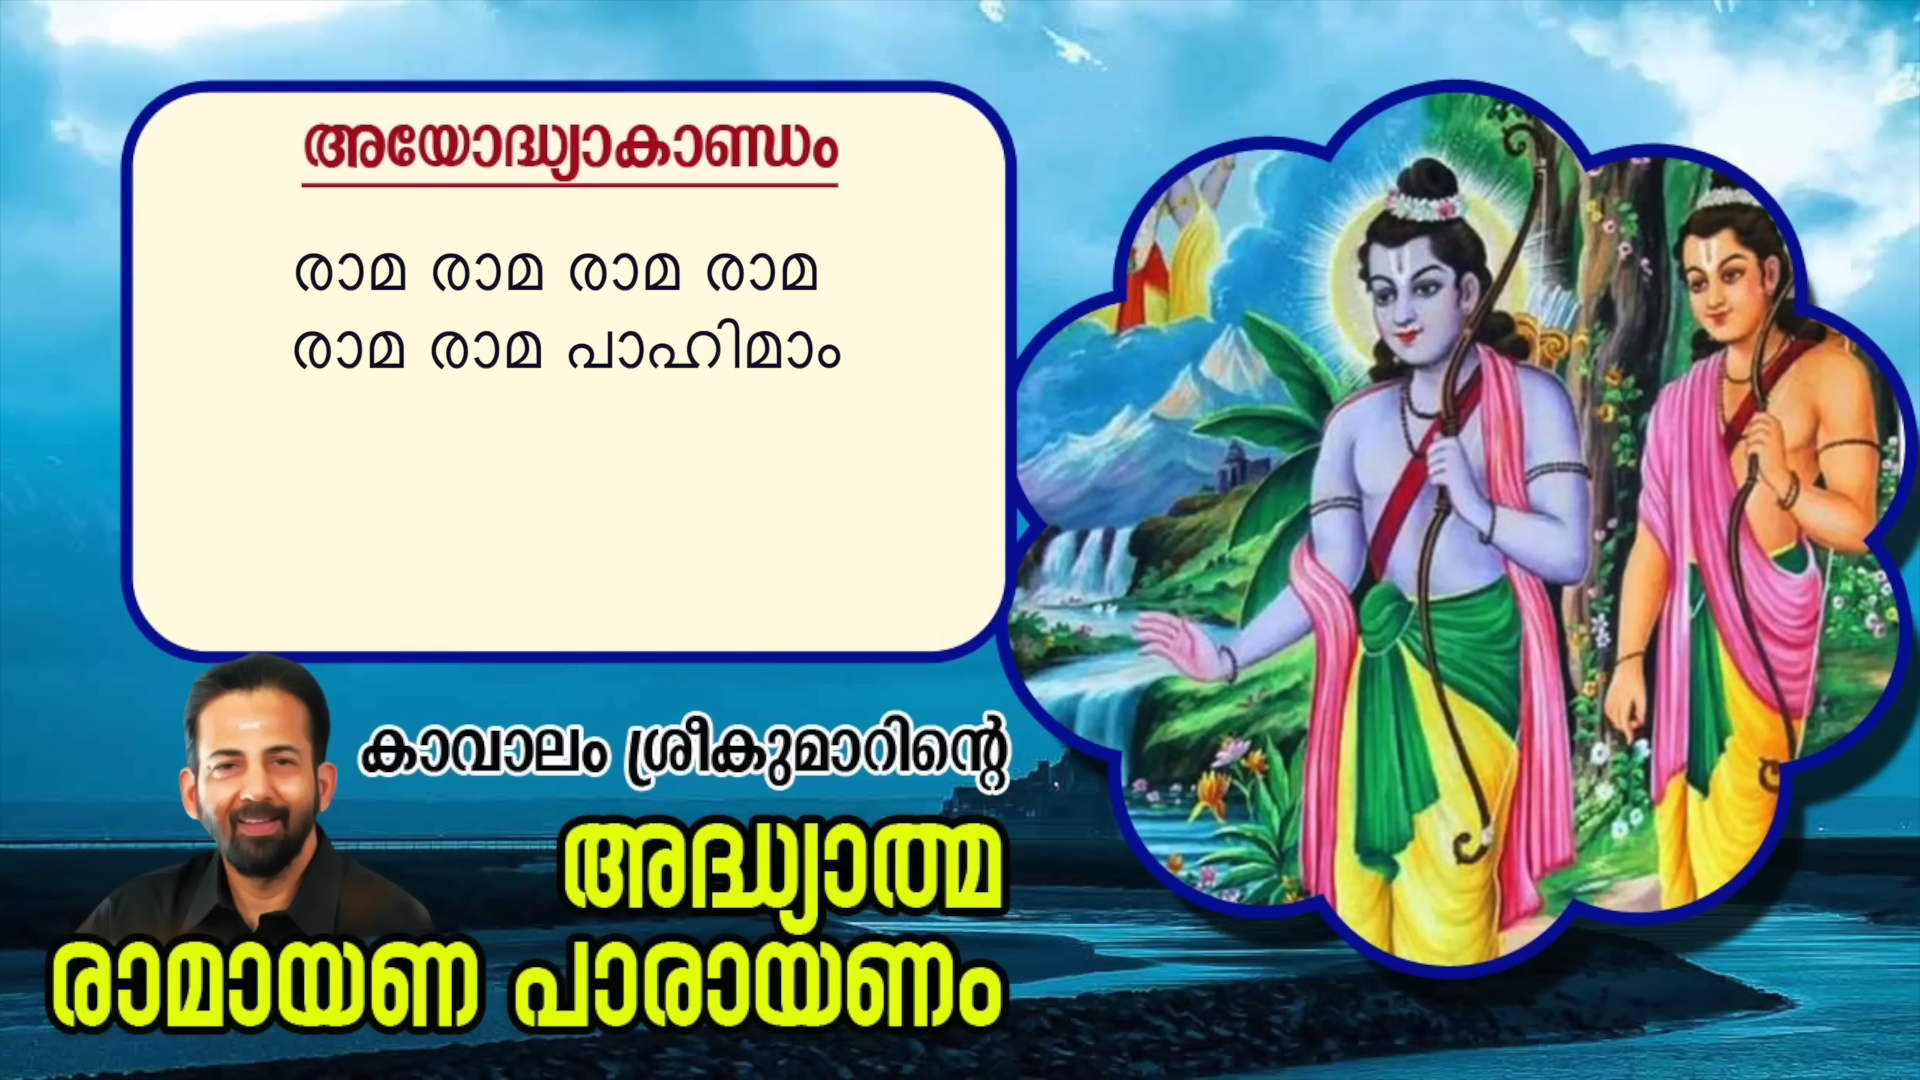 അയോദ്ധ്യാകാണ്ഡം
രാമ രാമ രാമ രാമ
രാമ രാമ പാഹിമാം
കാവാലം ശ്രീകുമാറിന്റെ
അദ്ധ്യാത്മ
രാമായണ പാരായണം